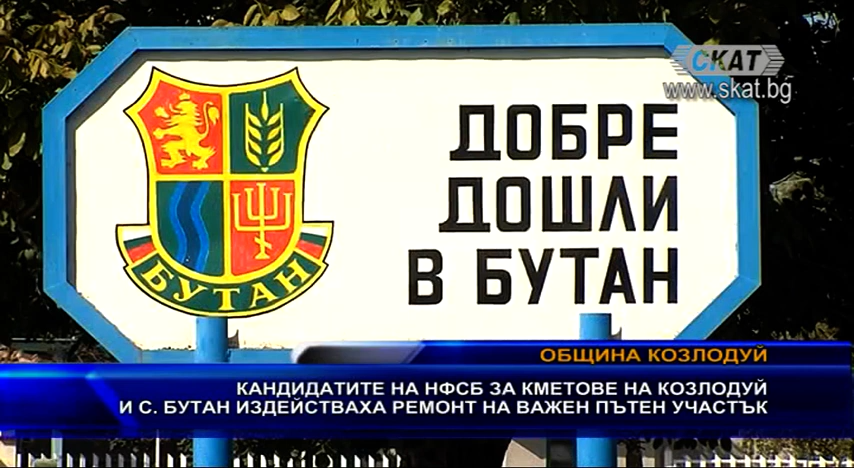 СКАТ
www.skat.bg
ДОБРЕ
ДОШЛИ
В БУТАН
БУТАН
ОБЩИНА КОЗЛОДУЙ
КАНДИДАТИТЕ НА НФСБ ЗА КМЕТОВЕ НА КОЗЛОДУЙ
И С. БУТАН ИЗДЕЙСТВАХА РЕМОНТ НА ВАЖЕН ПЪТЕН УЧАСТЪК